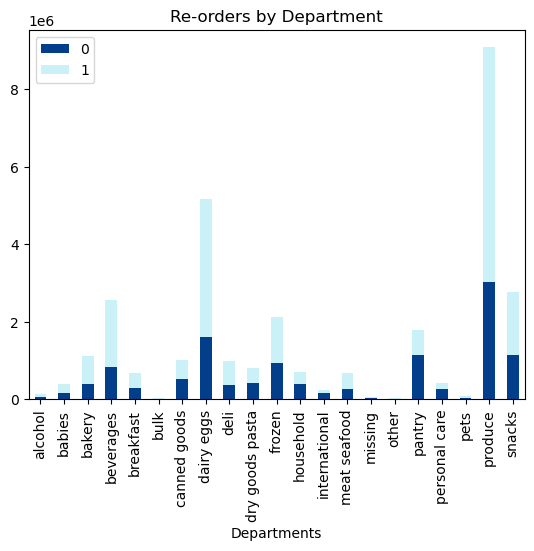 Re-orders by Department
1e6
0
1
8
6
4
2
0
alcohol
babies
bakery
beverages
breakfast
bulk
canned goods
dairy eggs
deli
dry goods pasta
frozen
household
international
meat seafood
missing
other
pantry
personal care
pets
produce
snacks
Departments